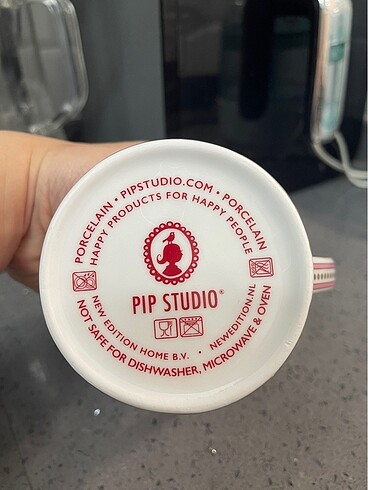 PORCELAIN • PIPSTUDIO.COM • PORCELAIN
HAPPY PRODUCTS FOR HAPPY PEOPLE
PIP STUDIO®
NEW EDITION HOME B.V. • NEWEDITION.NL
NOT SAFE FOR DISHWASHER, MICROWAVE & OVEN